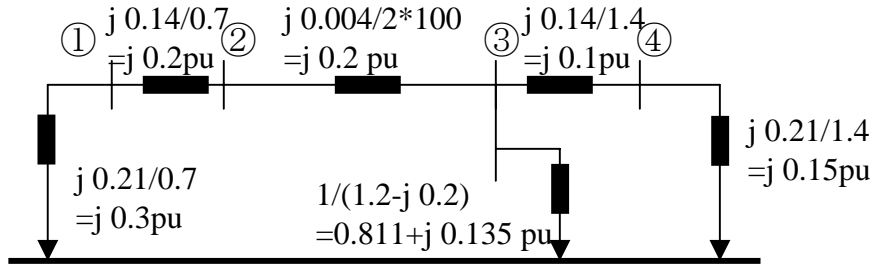 j 0.14/0.7
=j 0.2pu
j 0.004/2*100
=j 0.2 pu
j 0.14/1.4
=j 0.1pu
①
②
③
④
j 0.21/0.7
=j 0.3pu
1/(1.2-j 0.2)
=0.811+j 0.135 pu
j 0.21/1.4
=j 0.15pu